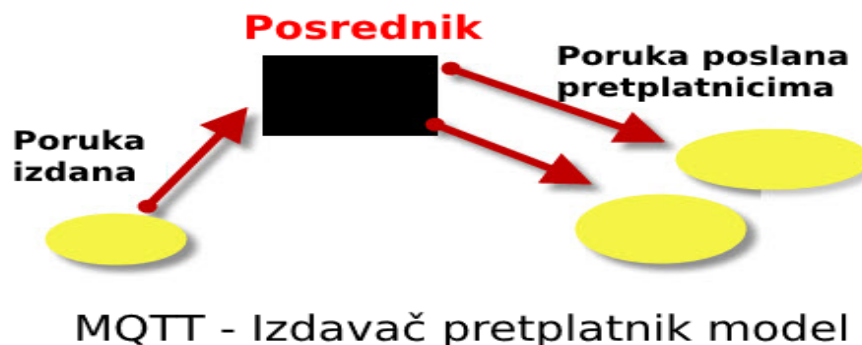 Posrednik
Poruka poslana
pretplatnicima
Poruka
izdana
MQTT - Izdavač pretplatnik model